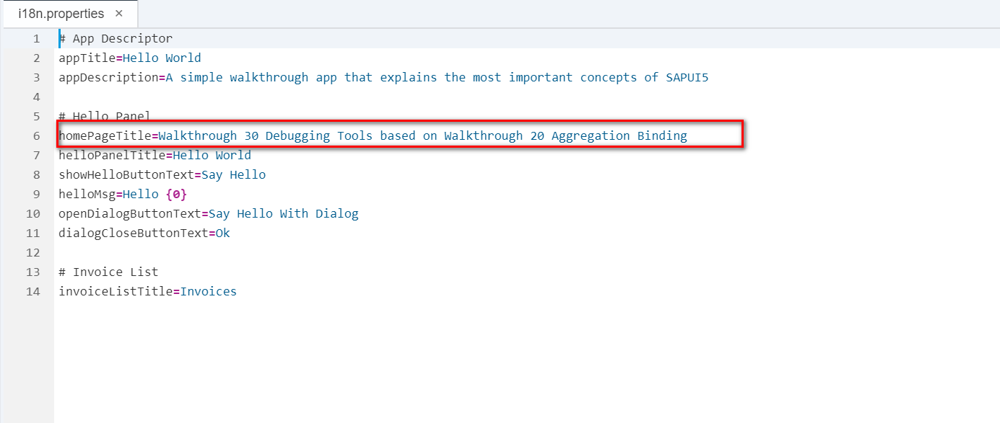 i18n.properties ×
1 # App Descriptor
2 appTitle=Hello World
3 appDescription=A simple walkthrough app that explains the most important concepts of SAPUI5
4
5 # Hello Panel
6 homePageTitle=Walkthrough 30 Debugging Tools based on Walkthrough 20 Aggregation Binding
7 helloPanelTitle=Hello World
8 showHelloButtonText=Say Hello
9 helloMsg=Hello {0}
10 openDialogButtonText=Say Hello With Dialog
11 dialogCloseButtonText=Ok
12
13 # Invoice List
14 invoiceListTitle=Invoices